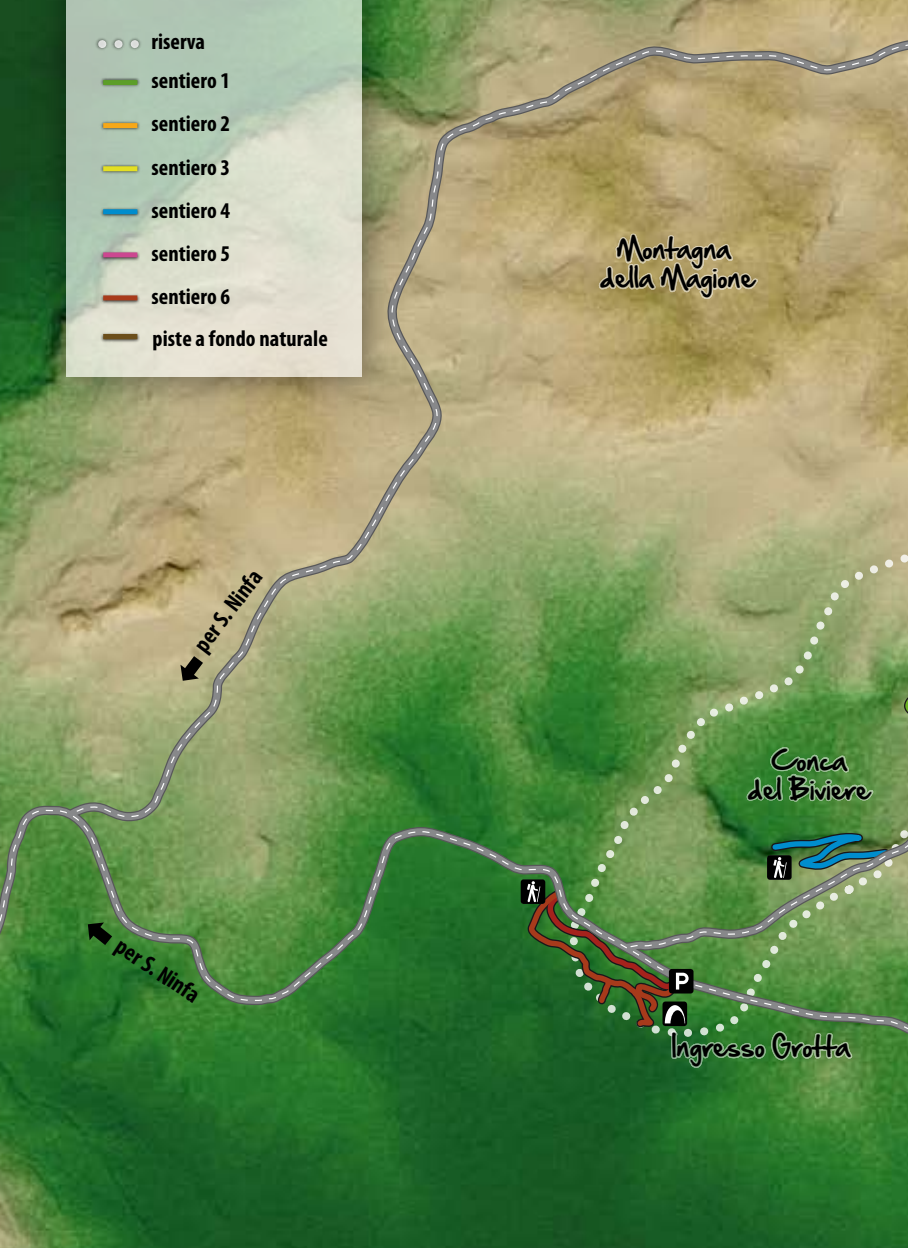 riserva
sentiero 1
sentiero 2
sentiero 3
sentiero 4
sentiero 5
sentiero 6
piste a fondo naturale
Montagna
della Magione
per S. Ninfa
Conca
del Biviere
per S. Ninfa
P
Ingresso Grotta